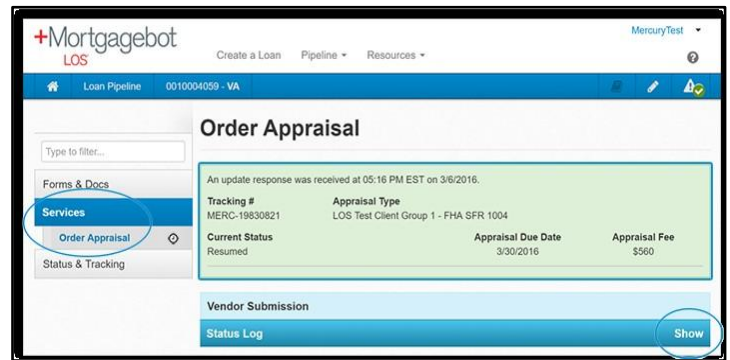 +Mortgagebot
LOS
Create a Loan Pipeline Resources
MercuryTest
Loan Pipeline 0010004059 - VA
Order Appraisal
Type to filter...
Forms & Docs
Services
Order Appraisal
Status & Tracking
An update response was received at 05:16 PM EST on 3/6/2016.
Tracking # Appraisal Type
MERC-19830821 LOS Test Client Group 1 - FHA SFR 1004
Current Status Appraisal Due Date Appraisal Fee
Resumed 3/30/2016 $560
Vendor Submission
Status Log Show